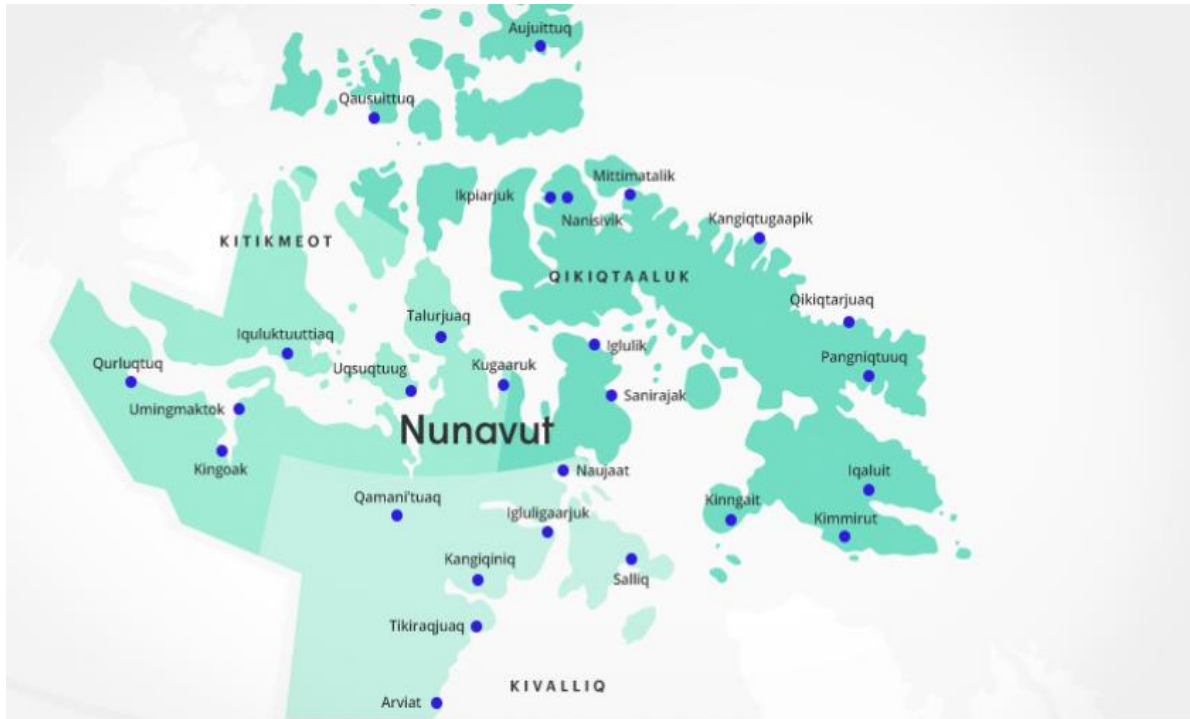 Aujuittuq
Qausuittuq
Mittimatalik
Ikpiarjuk
Nanisivik
Kangiqtugaapik
KITIKMEOT
QIKIQTAALUK
Qikiqtarjuaq
Talurjuaq
Iquluktuuttiaq
Iglulik
Pangniqtuuq
Qurluqtuq
Uqsuqtuug
Kugaaruk
Sanirajak
Umingmaktok
Nunavut
Kingoak
Naujaat
Iqaluit
Qamani'tuaq
Kinngait
Igluligaarjuk
Kimmirut
Kangiqiniq
Salliq
Tikiraqjuaq
KIVALLIQ
Arviat